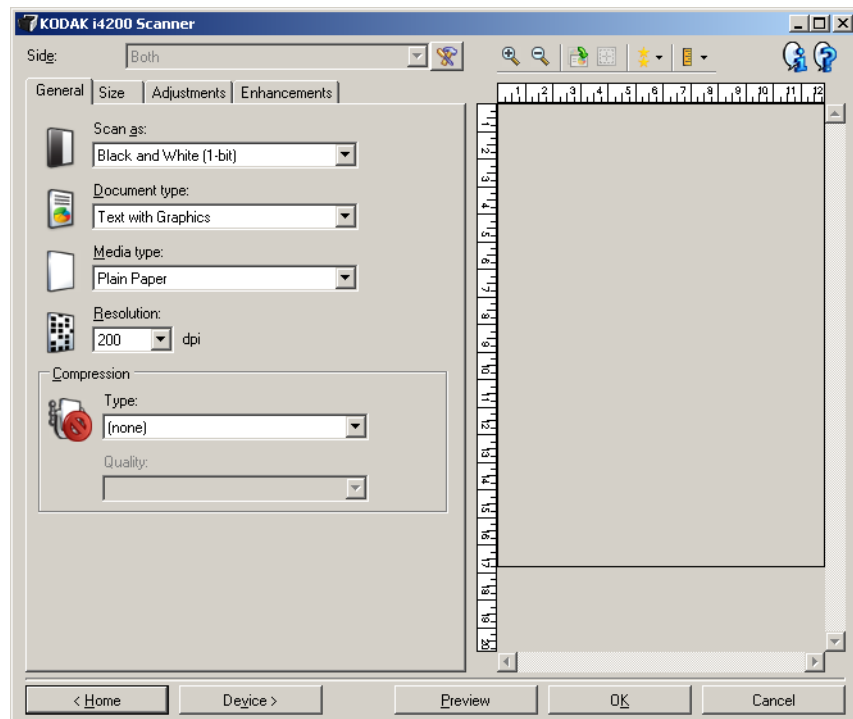 KODAK i4200 Scanner
Side: Both
General Size Adjustments Enhancements
Scan as:
Black and White (1-bit)
Document type:
Text with Graphics
Media type:
Plain Paper
Resolution:
200 dpi
Compression
Type:
(none)
Quality:
1 2 3 4 5 6 7 8 9 10 11 12
1
2
3
4
5
6
7
8
9
10
11
12
13
14
15
16
17
18
19
20
< Home Device > Preview OK Cancel